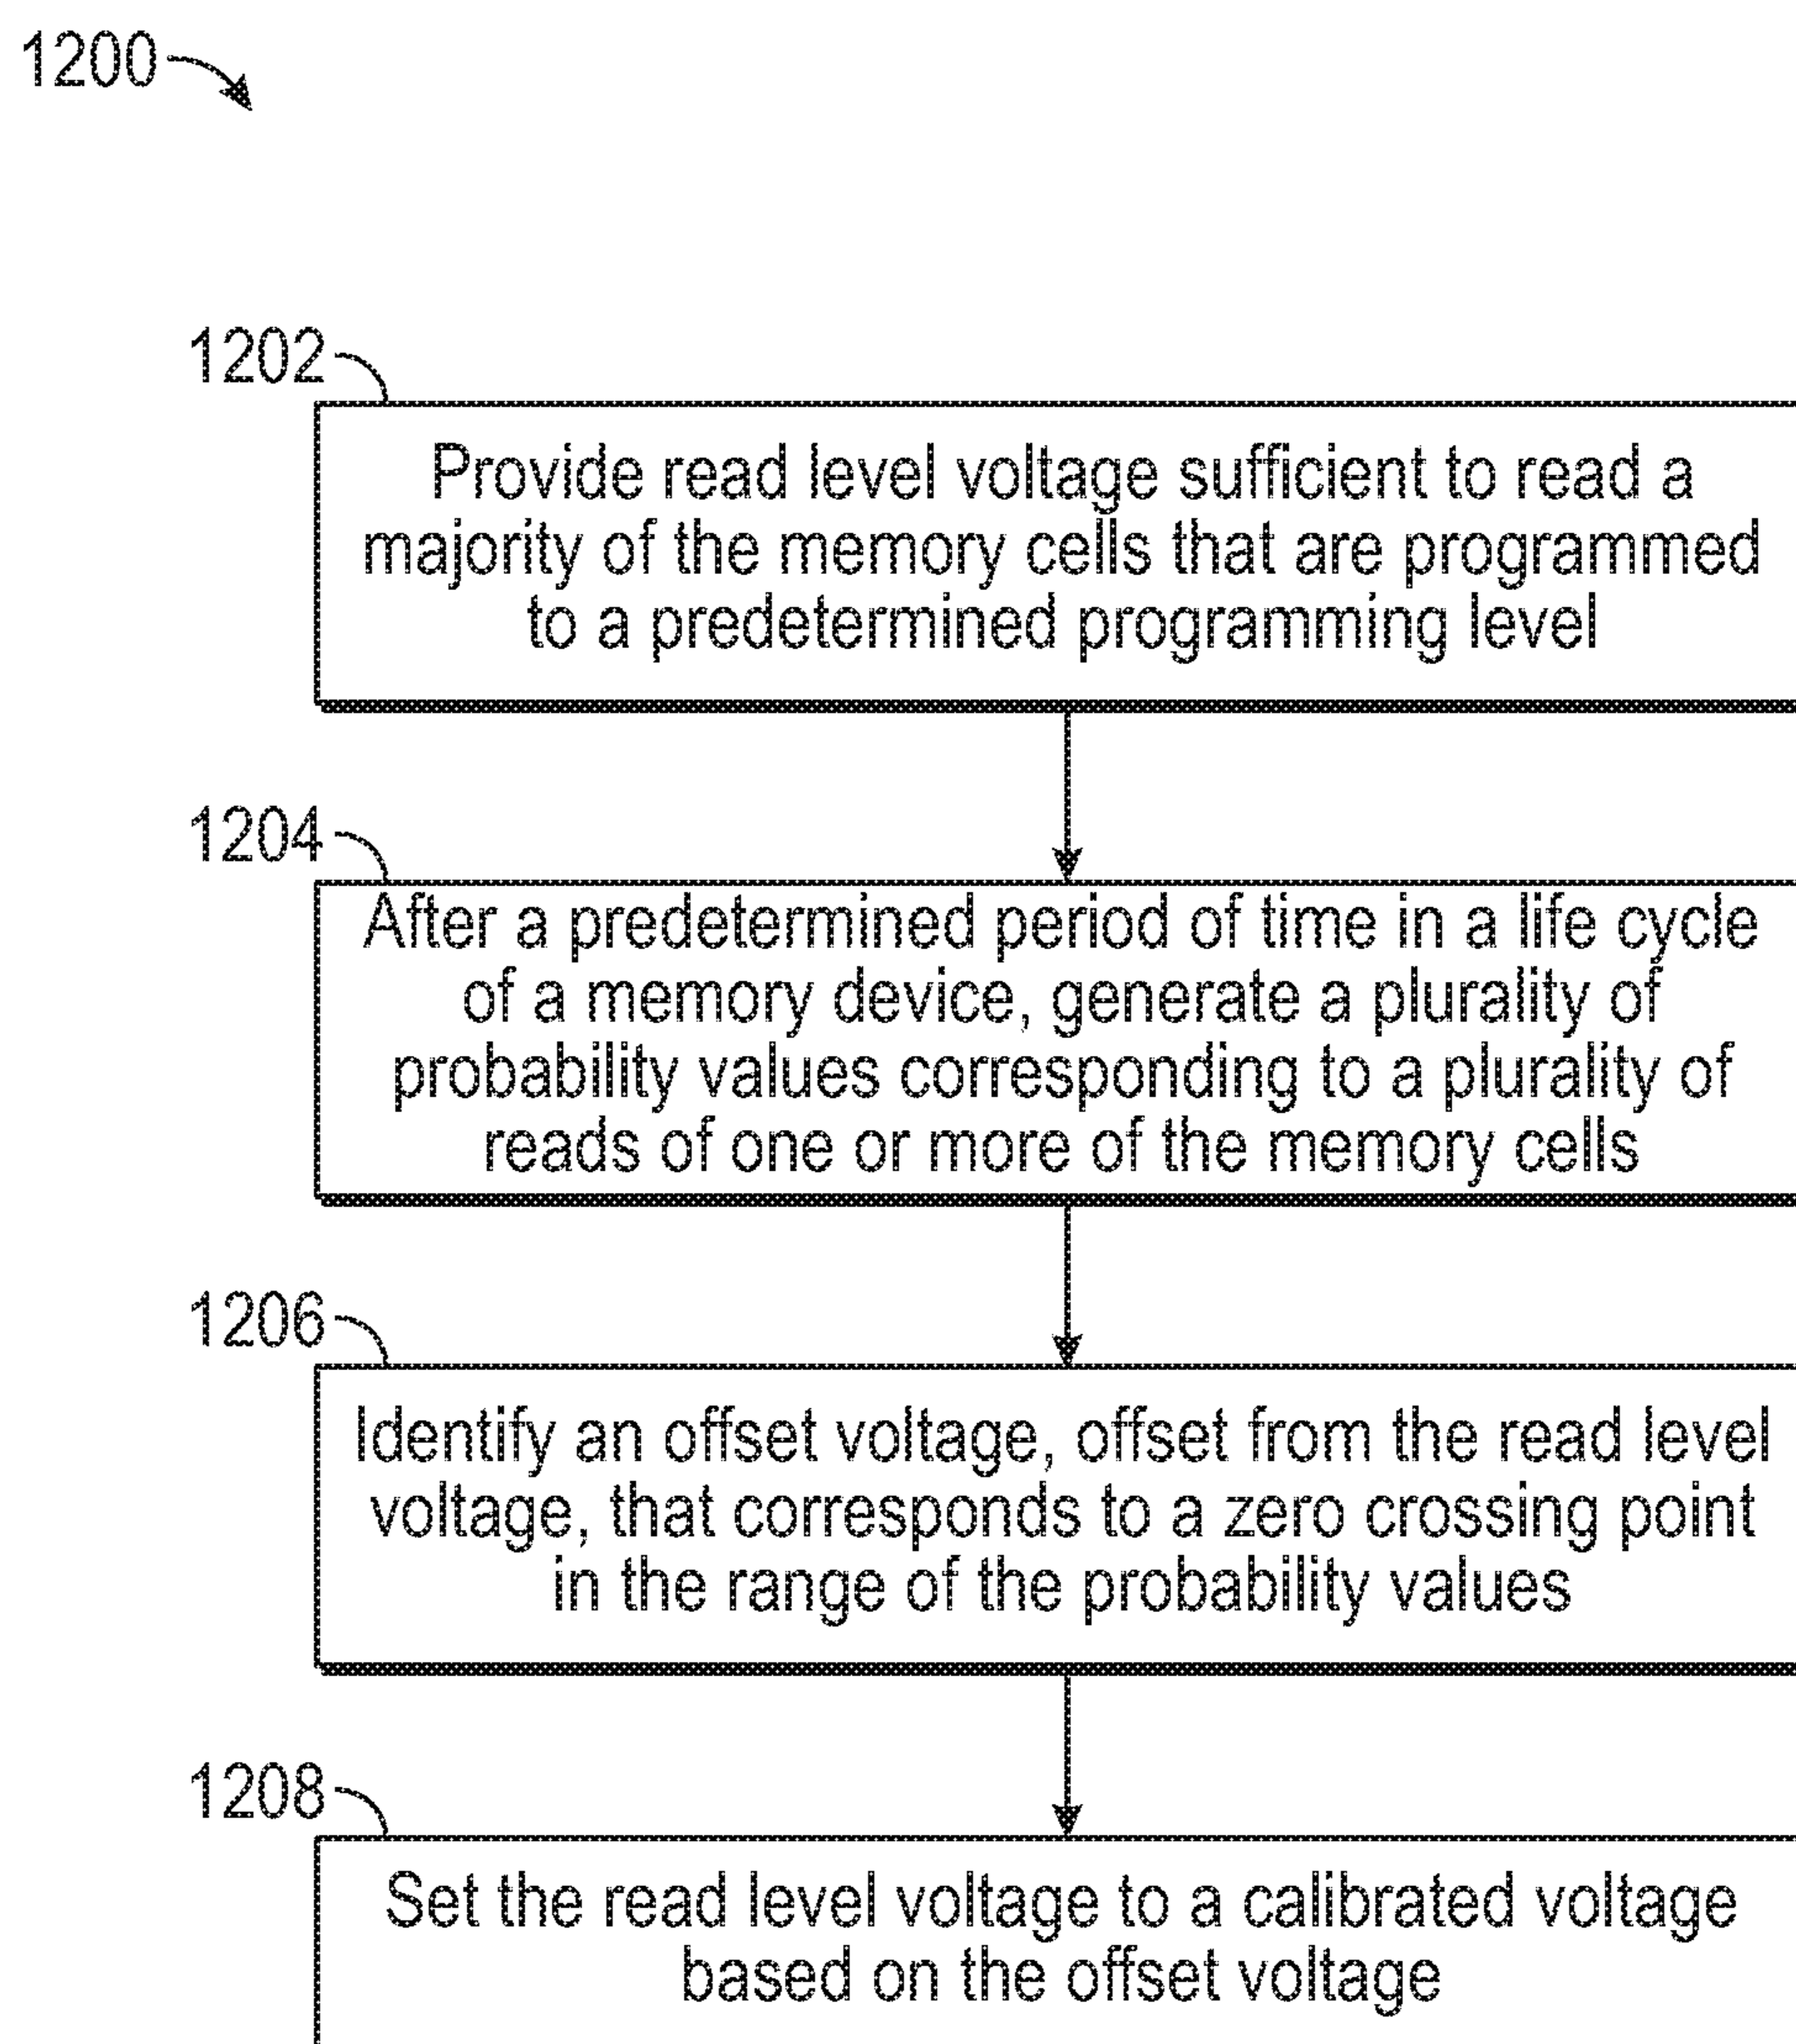 1200
1202
Provide read level voltage sufficient to read a
majority of the memory cells that are programmed
to a predetermined programming level
1204
After a predetermined period of time in a life cycle
of a memory device, generate a plurality of
probability values corresponding to a plurality of
reads of one or more of the memory cells
1206
Identify an offset voltage, offset from the read level
voltage, that corresponds to a zero crossing point
in the range of the probability values
1208
Set the read level voltage to a calibrated voltage
based on the offset voltage